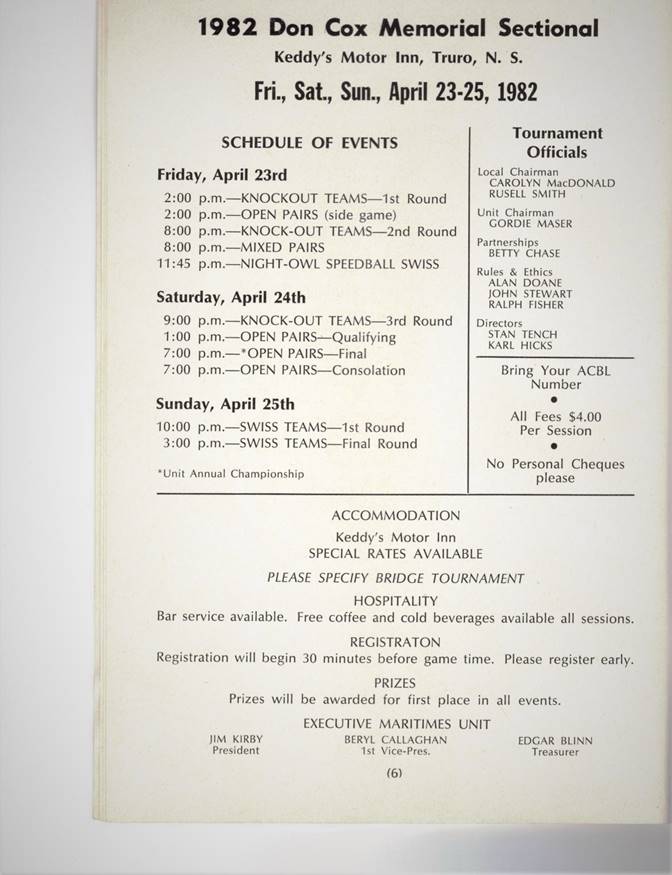 1982 Don Cox Memorial Sectional
Keddy's Motor Inn, Truro, N. S.
Fri., Sat., Sun., April 23-25, 1982
SCHEDULE OF EVENTS
Friday, April 23rd
2:00 p.m.—KNOCKOUT TEAMS—1st Round
2:00 p.m.—OPEN PAIRS (side game)
8:00 p.m.—KNOCK-OUT TEAMS—2nd Round
8:00 p.m.—MIXED PAIRS
11:45 p.m.—NIGHT-OWL SPEEDBALL SWISS
Saturday, April 24th
9:00 p.m.—KNOCK-OUT TEAMS—3rd Round
1:00 p.m.—OPEN PAIRS—Qualifying
7:00 p.m.—*OPEN PAIRS—Final
7:00 p.m.—OPEN PAIRS—Consolation
Sunday, April 25th
10:00 p.m.—SWISS TEAMS—1st Round
3:00 p.m.—SWISS TEAMS—Final Round
*Unit Annual Championship
Tournament
Officials
Local Chairman
CAROLYN MacDONALD
RUSELL SMITH
Unit Chairman
GORDIE MASER
Partnerships
BETTY CHASE
Rules & Ethics
ALAN DOANE
JOHN STEWART
RALPH FISHER
Directors
STAN TENCH
KARL HICKS
Bring Your ACBL
Number
●
All Fees $4.00
Per Session
●
No Personal Cheques
please
ACCOMMODATION
Keddy's Motor Inn
SPECIAL RATES AVAILABLE
PLEASE SPECIFY BRIDGE TOURNAMENT
HOSPITALITY
Bar service available. Free coffee and cold beverages available all sessions.
REGISTRATON
Registration will begin 30 minutes before game time. Please register early.
PRIZES
Prizes will be awarded for first place in all events.
EXECUTIVE MARITIMES UNIT
JIM KIRBY BERYL CALLAGHAN EDGAR BLINN
President 1st Vice-Pres. Treasurer
(6)